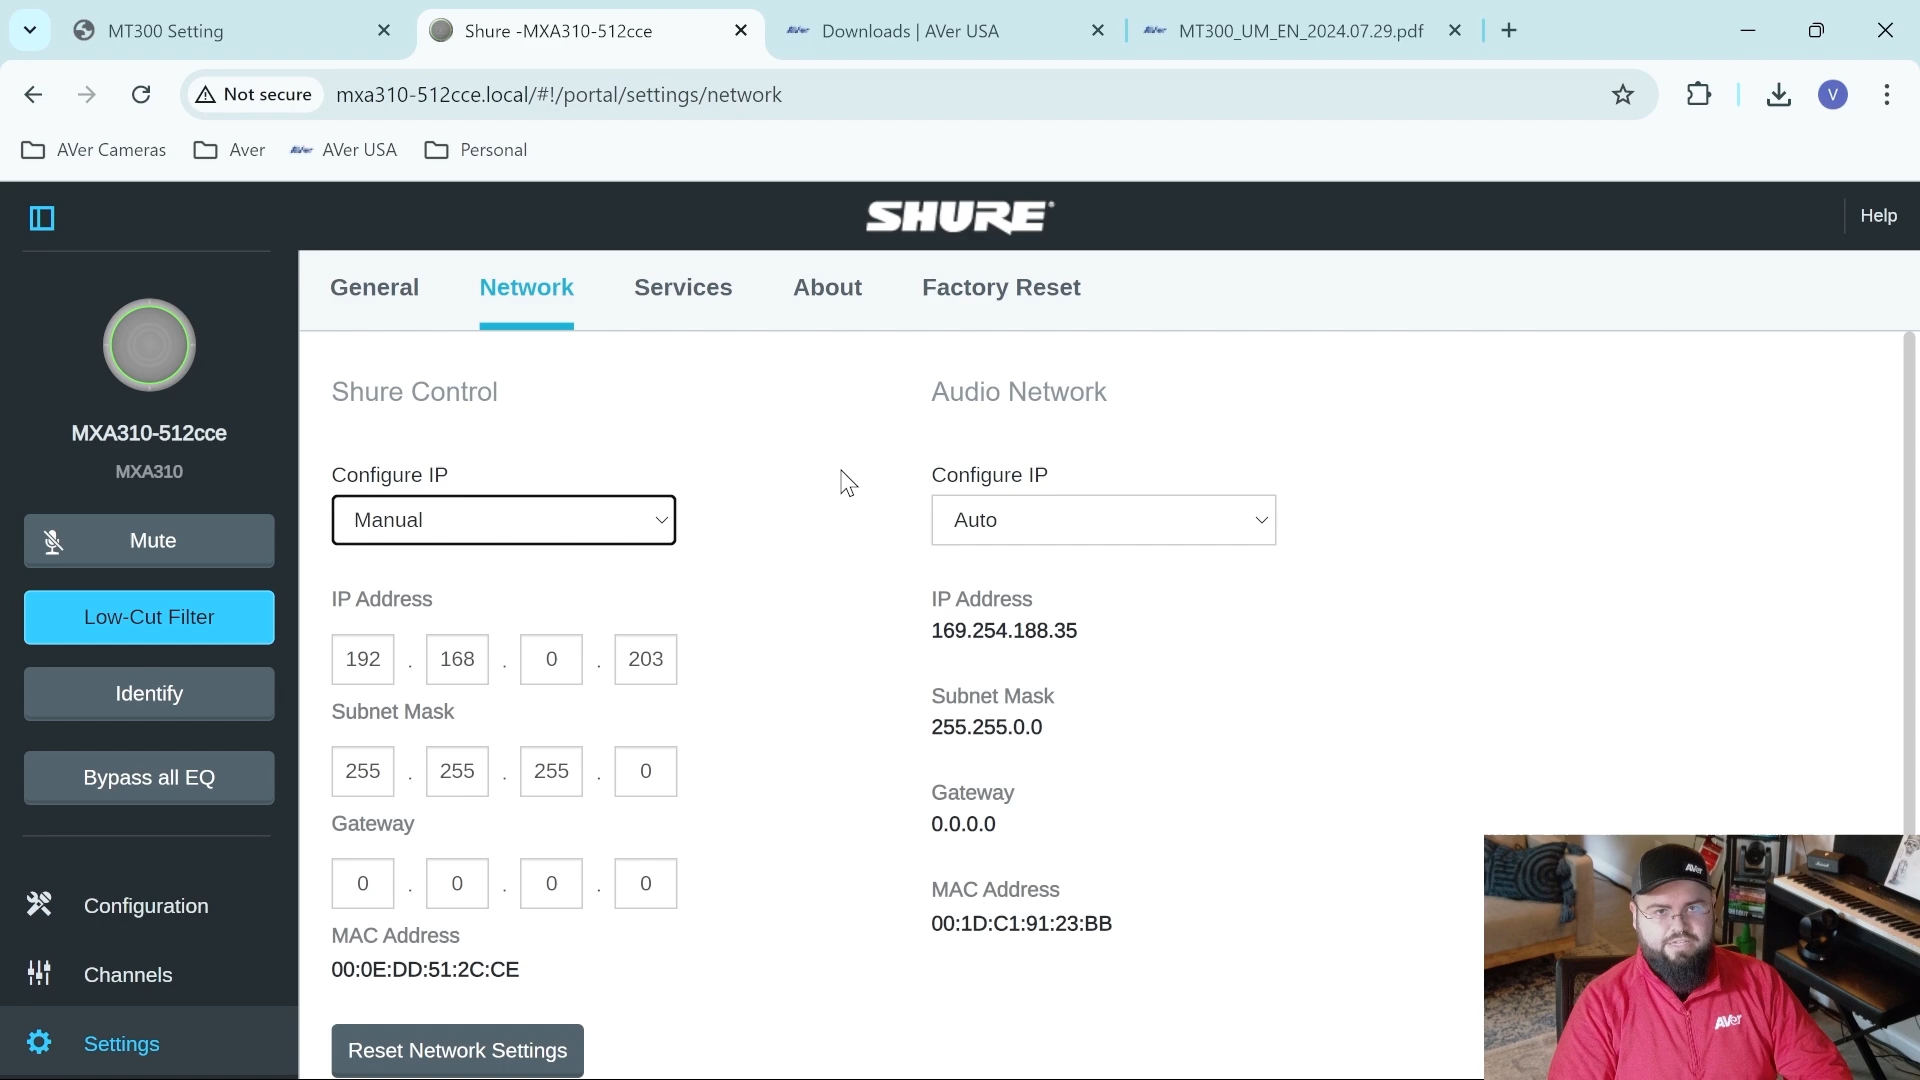 MT300 Setting
Shure -MXA310-512cce
Downloads | AVer USA
MT300_UM_EN_2024.07.29.pdf
Not secure
mxa310-512cce.local/#!/portal/settings/network
V
AVer Cameras
Aver
AVer
AVer USA
Personal
SHURE
Help
General
Network
Services
About
Factory Reset
MXA310-512cce
MXA310
Mute
Low-Cut Filter
Identify
Bypass all EQ
Configuration
Channels
Settings
Shure Control
Configure IP
Manual
IP Address
192 . 168 . 0 . 203
Subnet Mask
255 . 255 . 255 . 0
Gateway
0 . 0 . 0 . 0
MAC Address
00:0E:DD:51:2C:CE
Reset Network Settings
Audio Network
Configure IP
Auto
IP Address
169.254.188.35
Subnet Mask
255.255.0.0
Gateway
0.0.0.0
MAC Address
00:1D:C1:91:23:BB
AVer
AVer